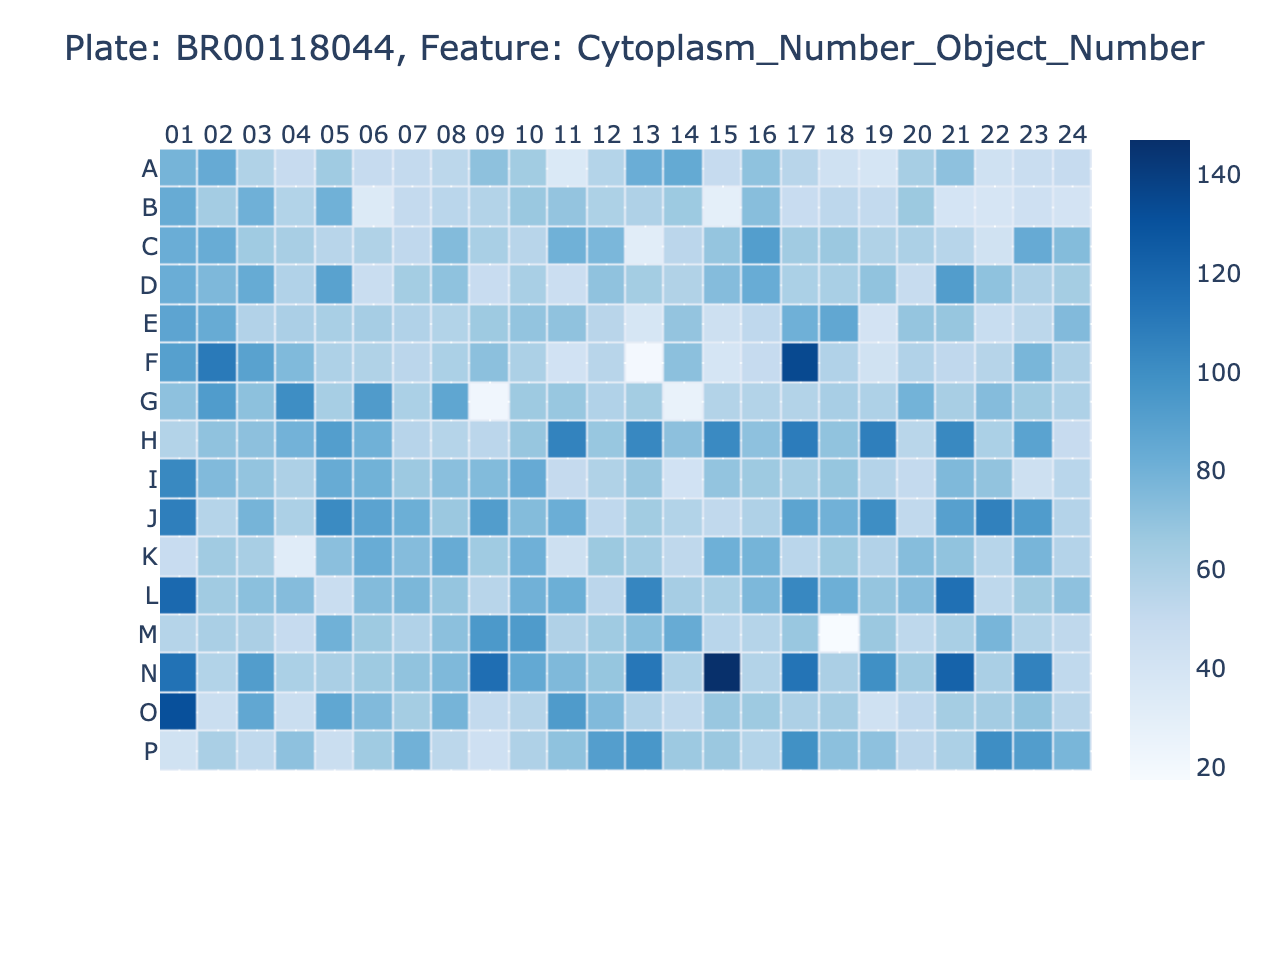 Plate: BR00118044, Feature: Cytoplasm_Number_Object_Number
01 02 03 04 05 06 07 08 09 10 11 12 13 14 15 16 17 18 19 20 21 22 23 24
A
B
C
D
E
F
G
H
I
J
K
L
M
N
O
P
140
120
100
80
60
40
20